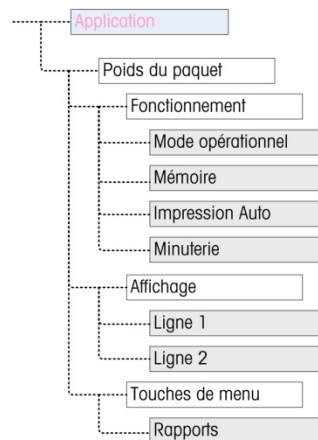 Application
Poids du paquet
Fonctionnement
Mode opérationnel
Mémoire
Impression Auto
Minuterie
Affichage
Ligne 1
Ligne 2
Touches de menu
Rapports